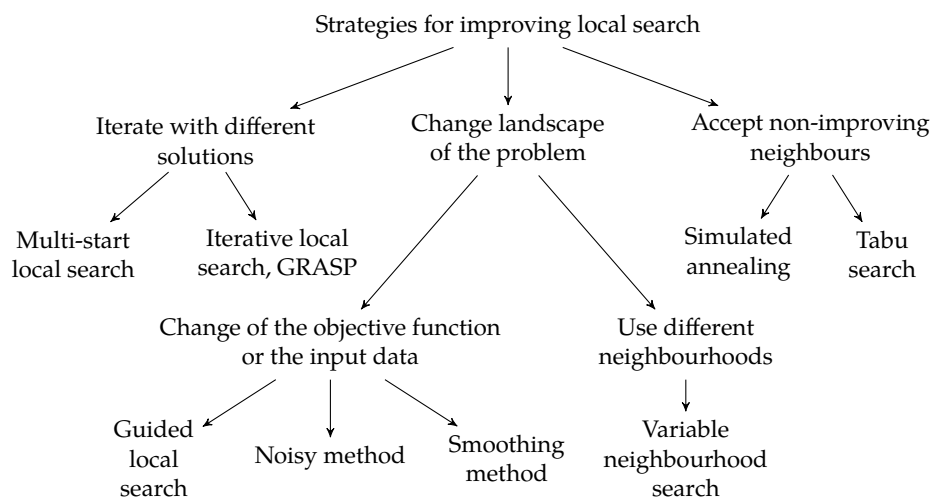 Strategies for improving local search
Iterate with different
solutions
Change landscape
of the problem
Accept non-improving
neighbours
Multi-start
local search
Iterative local
search, GRASP
Simulated
annealing
Tabu
search
Change of the objective function
or the input data
Use different
neighbourhoods
Guided
local
search
Noisy method
Smoothing
method
Variable
neighbourhood
search